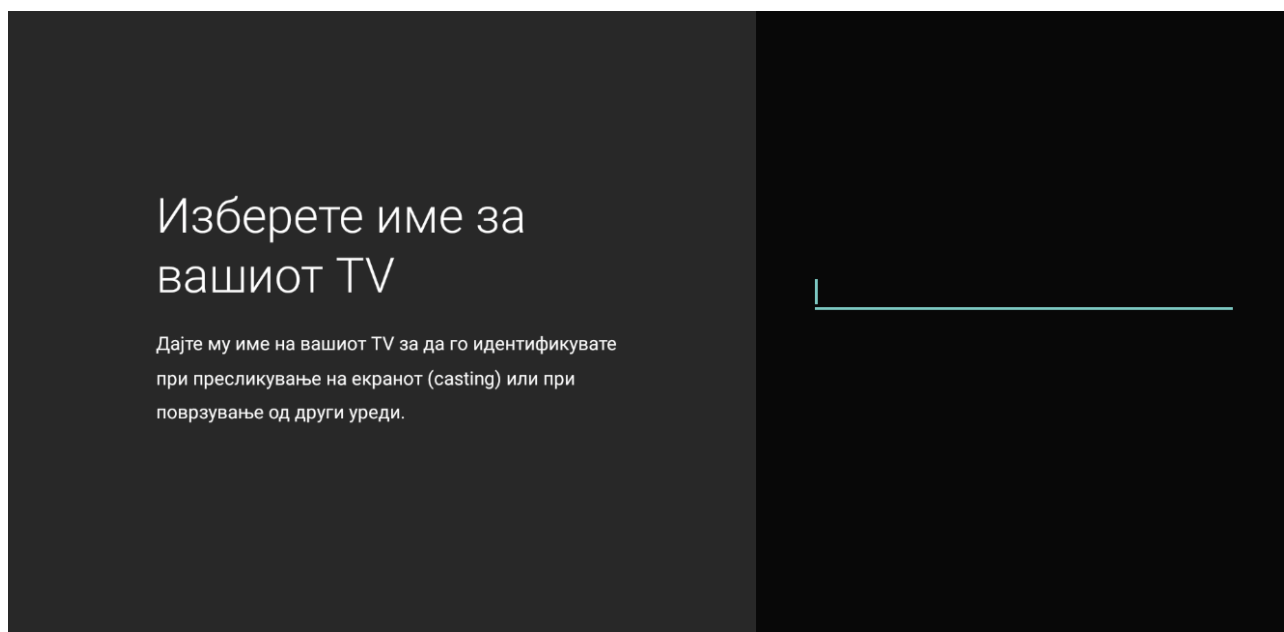 Изберете име за
вашиот TV
Дајте му име на вашиот TV за да го идентификувате
при пресликување на екранот (casting) или при
поврзување од други уреди.